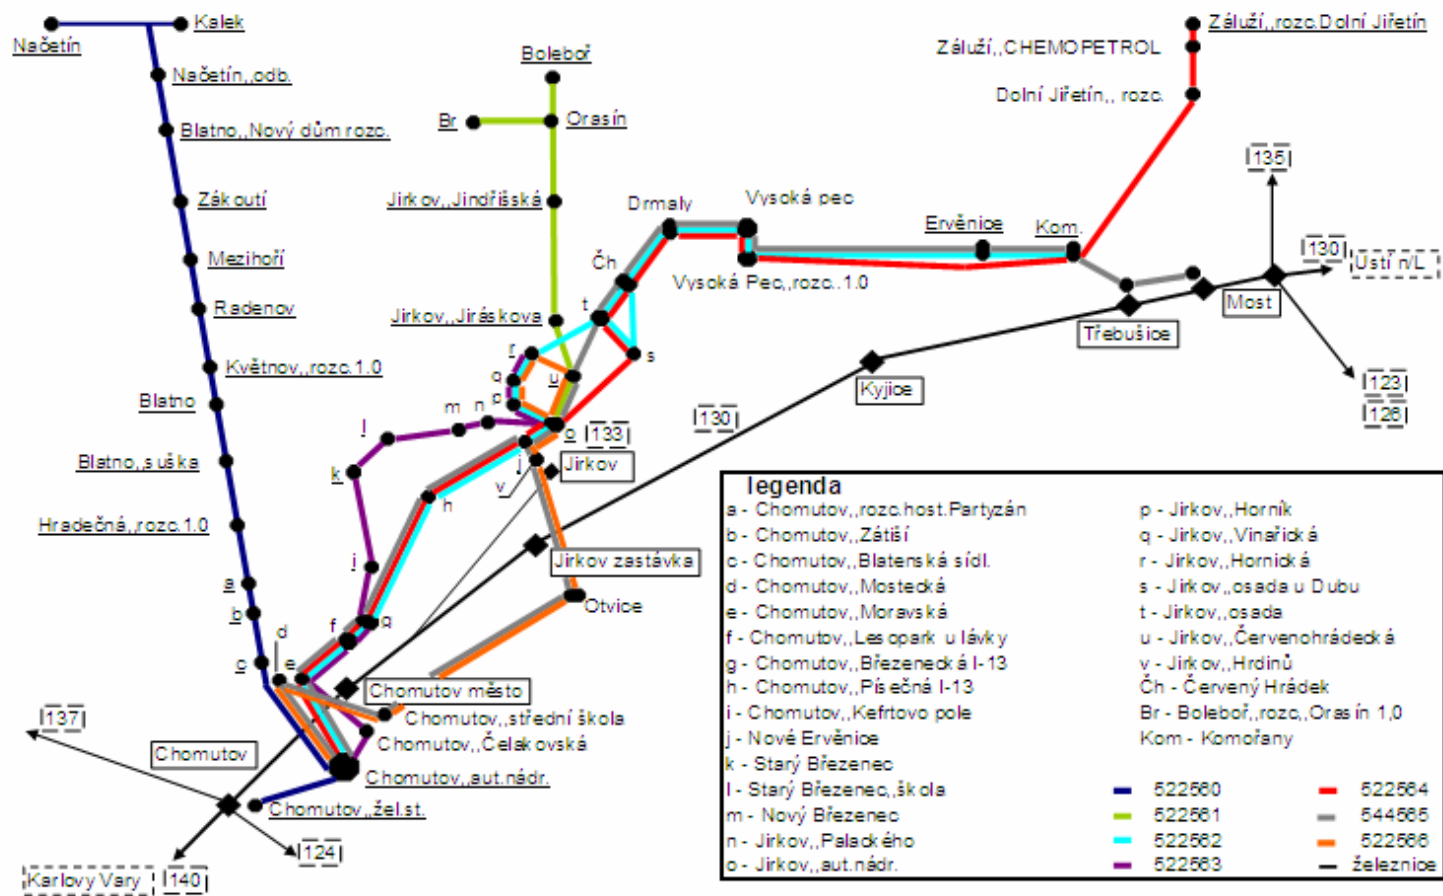 Načetín
Kalek
Načetín,,odb.
Blatno,,Nový dům rozc.
Zákoutí
Mezihoří
Radenov
Květnov,,rozc.1.0
Blatno
Blatno,,suška
Hradečná,,rozc.1.0
a
b
c
d
e
f
g
h
i
j
k
l
m
n
o
p
q
r
s
t
u
v
Boleboř
Br
Orasín
Jirkov,,Jindřišská
Jirkov,,Jiráskova
Čh
Drmaly
Vysoká pec
Vysoká Pec,,rozc..1.0
Ervěnice
Kom.
Záluží,,rozc.Dolní Jiřetín
Záluží,,CHEMOPETROL
Dolní Jiřetín,, rozc.
135
130
Ústí n/L
Most
Třebušice
123
126
Kyjice
130
133
Jirkov
Jirkov zastávka
Otvice
Chomutov město
Chomutov,,střední škola
Chomutov,,Čelakovská
Chomutov,,aut.nádr.
Chomutov,,žel.st.
Chomutov
137
124
140
Karlovy Vary
legenda
a - Chomutov,,rozc.host.Partyzán
b - Chomutov,,Zátiší
c - Chomutov,,Blatenská sídl.
d - Chomutov,,Mostecká
e - Chomutov,,Moravská
f - Chomutov,,Lesopark u lávky
g - Chomutov,,Březenecká I-13
h - Chomutov,,Písečná I-13
i - Chomutov,,Kefrtovo pole
j - Nové Ervěnice
k - Starý Březenec
l - Starý Březenec,,škola
m - Nový Březenec
n - Jirkov,,Palackého
o - Jirkov,,aut.nádr.
p - Jirkov,,Horník
q - Jirkov,,Vinařická
r - Jirkov,,Hornická
s - Jirkov,,osada u Dubu
t - Jirkov,,osada
u - Jirkov,,Červenohrádecká
v - Jirkov,,Hrdinů
Čh - Červený Hrádek
Br - Boleboř,,rozc,,Orasín 1,0
Kom - Komořany
522560
522561
522562
522563
522564
544565
522566
železnice